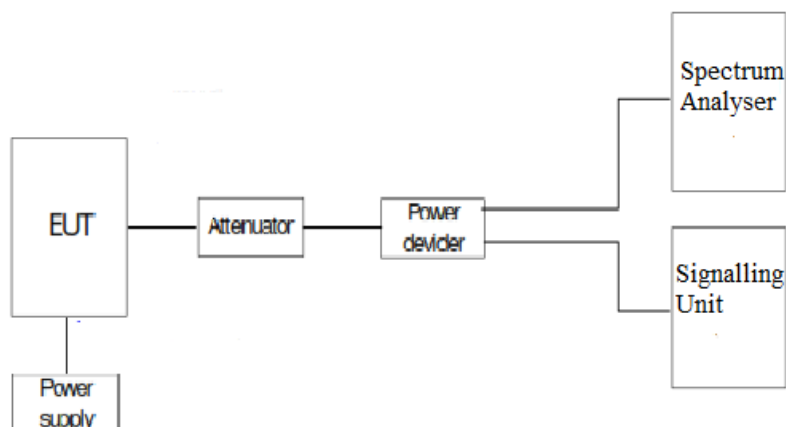 Spectrum
Analyser
EUT
Attenuator
Power
devider
Signalling
Unit
Power
supply